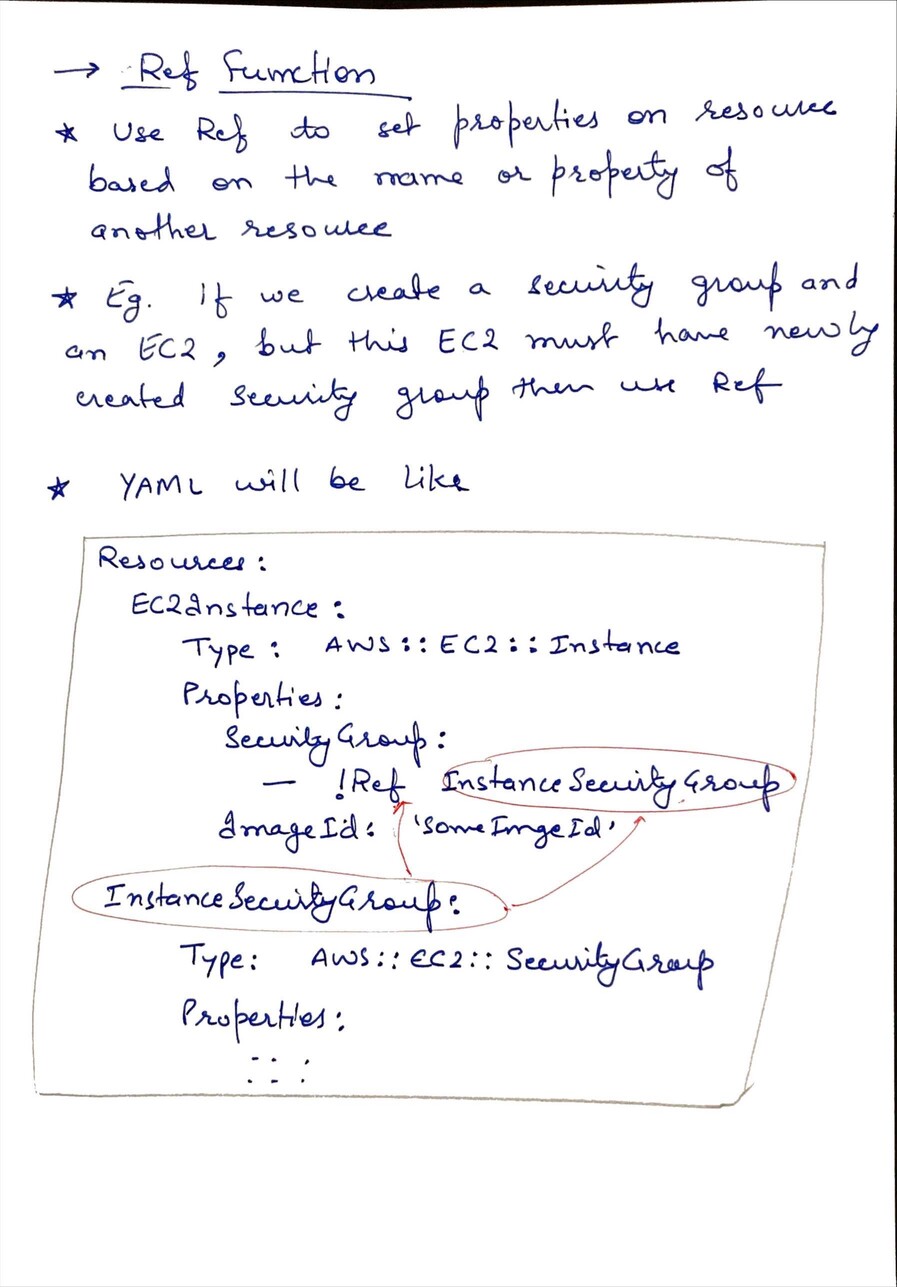 → Ref Function
* Use Ref to set properties on resource
based on the name or property of
another resource
* Eg. If we create a security group and
an EC2, but this EC2 must have newly
created security group then use Ref
* YAML will be like
Resources:
EC2Instance:
Type: AWS::EC2::Instance
Properties:
SecurityGroup:
- !Ref InstanceSecurityGroup
ImageId: 'SomeImgeId'
InstanceSecurityGroup:
Type: AWS::EC2::SecurityGroup
Properties: